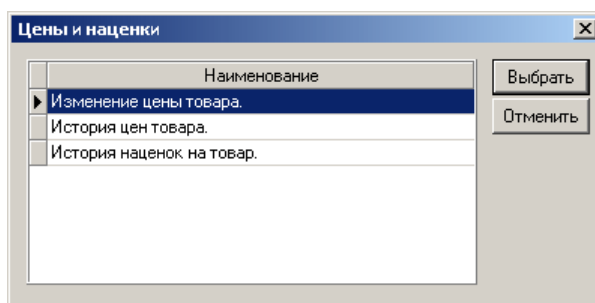 Цены и наценки
Наименование
Выбрать
Изменение цены товара.
Отменить
История цен товара.
История наценок на товар.